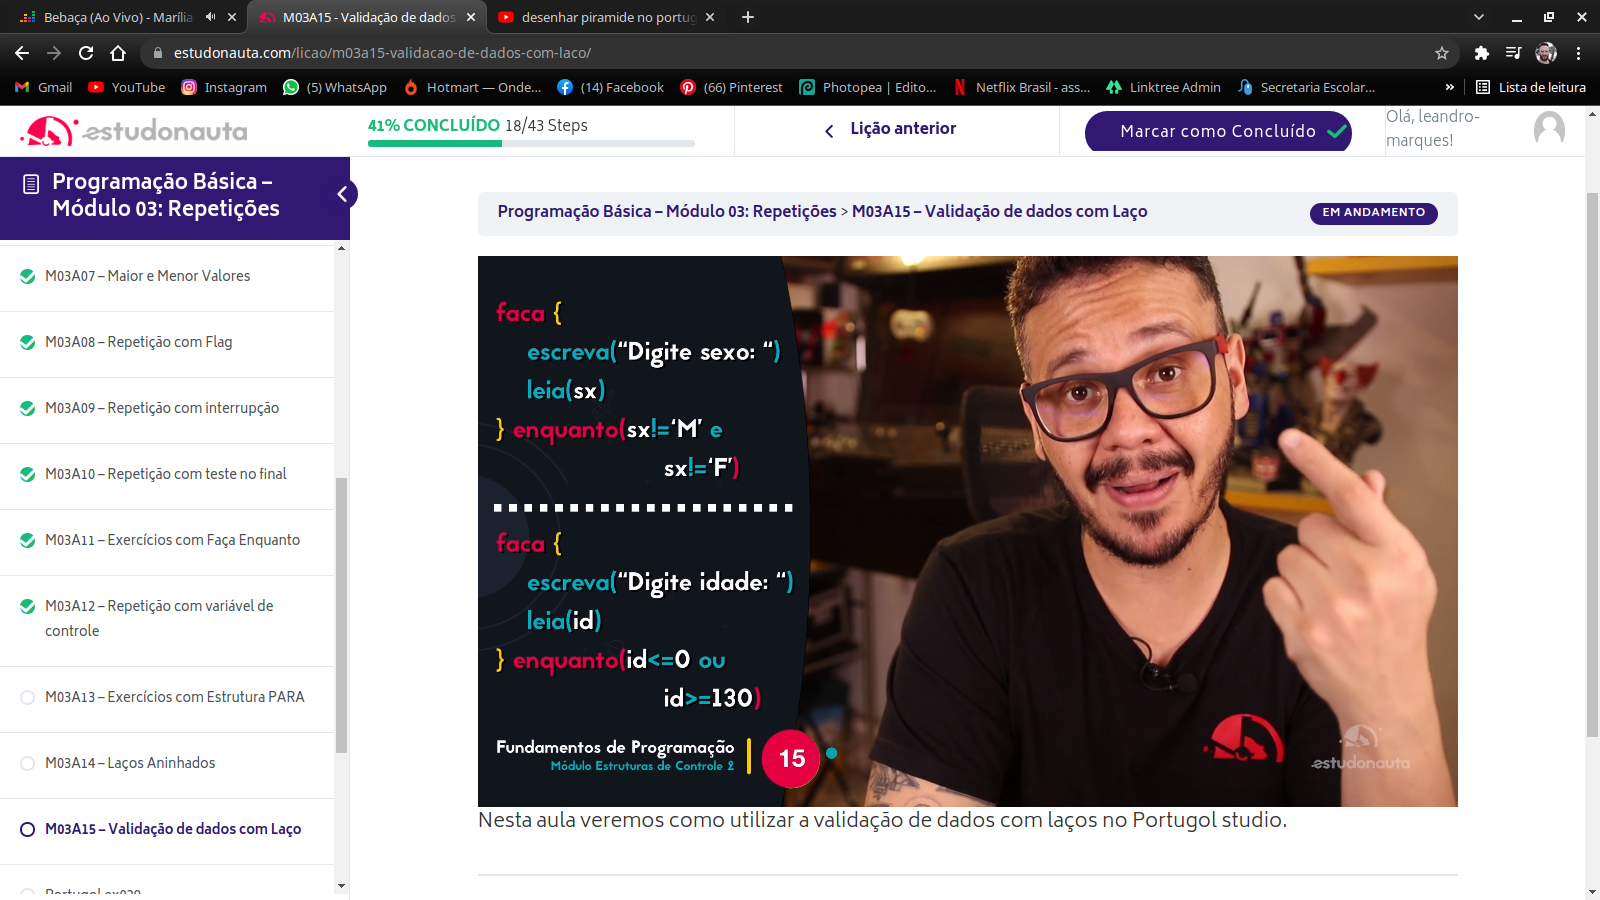 Bebaça (Ao Vivo) - Marília
M03A15 - Validação de dados
desenhar piramide no portug
estudonauta.com/licao/m03a15-validacao-de-dados-com-laco/
Gmail
YouTube
Instagram
(5) WhatsApp
Hotmart — Onde...
(14) Facebook
(66) Pinterest
Photopea | Edito...
Netflix Brasil - ass...
Linktree Admin
Secretaria Escolar...
»
Lista de leitura
estudonauta
41% CONCLUÍDO 18/43 Steps
Lição anterior
Marcar como Concluído
Olá, leandro-
marques!
Programação Básica –
Módulo 03: Repetições
M03A07 – Maior e Menor Valores
M03A08 – Repetição com Flag
M03A09 – Repetição com interrupção
M03A10 – Repetição com teste no final
M03A11 – Exercícios com Faça Enquanto
M03A12 – Repetição com variável de
controle
M03A13 – Exercícios com Estrutura PARA
M03A14 – Laços Aninhados
M03A15 – Validação de dados com Laço
Portugol ex029
Programação Básica – Módulo 03: Repetições > M03A15 – Validação de dados com Laço
EM ANDAMENTO
faca {
escreva(“Digite sexo: “)
leia(sx)
} enquanto(sx!=‘M’ e
sx!=‘F’)
faca {
escreva(“Digite idade: “)
leia(id)
} enquanto(id<=0 ou
id>=130)
Fundamentos de Programação
Módulo Estruturas de Controle 2
15
estudonauta
Nesta aula veremos como utilizar a validação de dados com laços no Portugol studio.